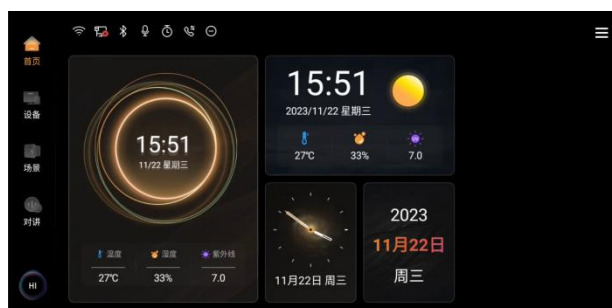 首页
设备
场景
对讲
HI
15:51
11/22 星期三
温度 湿度 紫外线
27℃ 33% 7.0
15:51
2023/11/22 星期三
27℃ 33% 7.0
11月22日 周三
2023
11月22日
周三